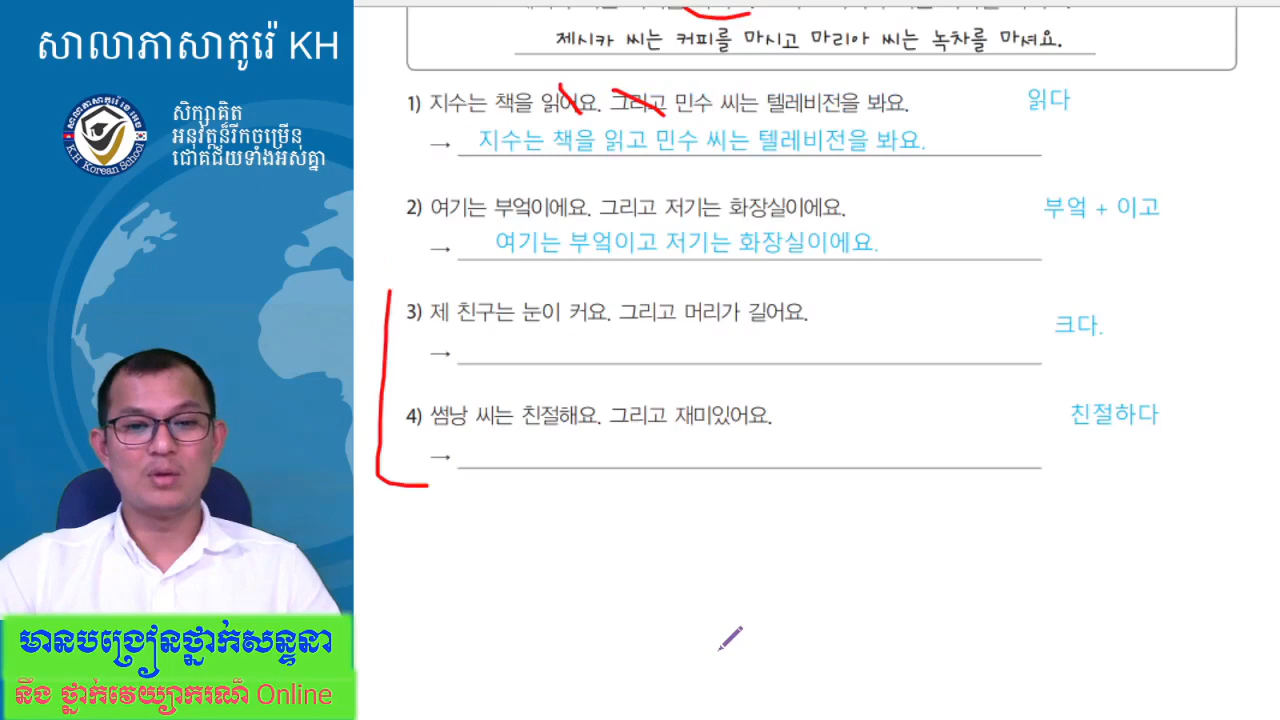 សាលាភាសាកូរ៉េ KH
សិក្សាគិត
អនុវត្តន៍រីកចម្រើន
ជោគជ័យទាំងអស់គ្នា
K.H Korean School
제시카 씨는 커피를 마시고 마리아 씨는 녹차를 마셔요.
1) 지수는 책을 읽어요. 그리고 민수 씨는 텔레비전을 봐요. 읽다
→ 지수는 책을 읽고 민수 씨는 텔레비전을 봐요.
2) 여기는 부엌이에요. 그리고 저기는 화장실이에요. 부엌 + 이고
→ 여기는 부엌이고 저기는 화장실이에요.
3) 제 친구는 눈이 커요. 그리고 머리가 길어요. 크다.
→
4) 썸낭 씨는 친절해요. 그리고 재미있어요. 친절하다
→
មានបង្រៀនថ្នាក់សន្ទនា
និង ថ្នាក់វេយ្យាករណ៍ Online